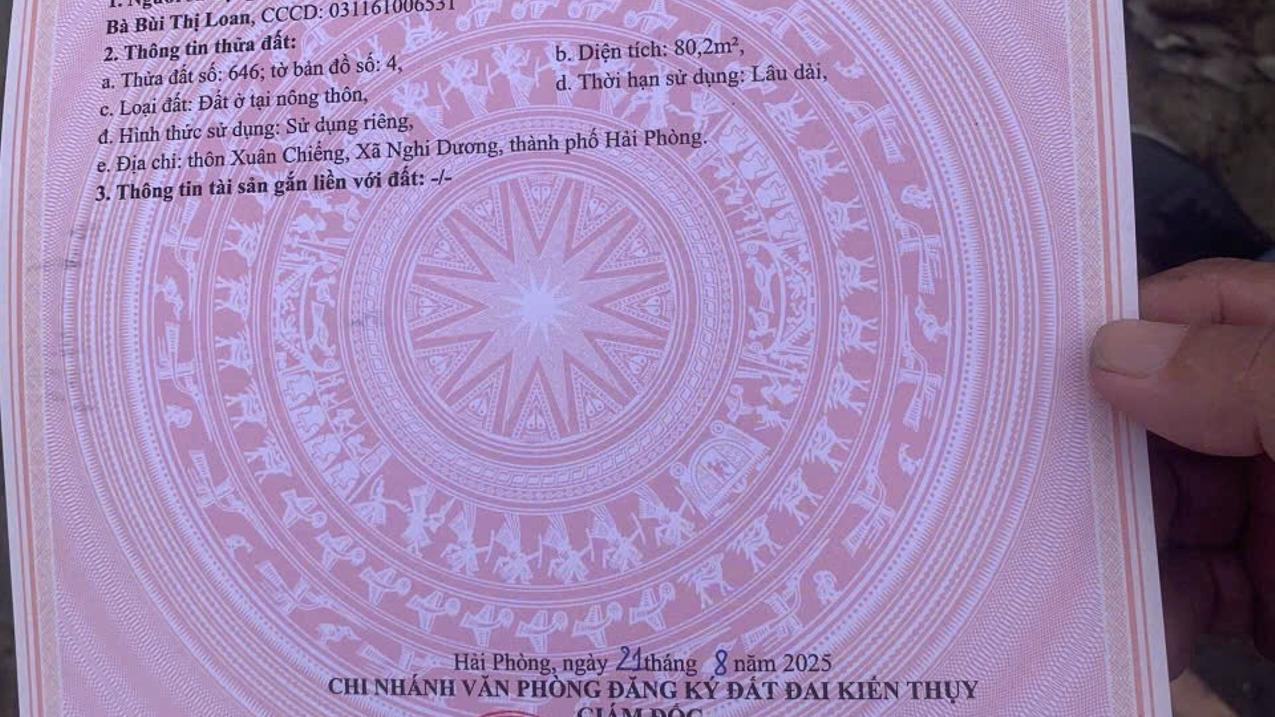 Bà Bùi Thị Loan, CCCD: 031161006531
2. Thông tin thửa đất:
a. Thửa đất số: 646; tờ bản đồ số: 4,
b. Diện tích: 80,2m²,
c. Loại đất: Đất ở tại nông thôn,
d. Thời hạn sử dụng: Lâu dài,
đ. Hình thức sử dụng: Sử dụng riêng,
e. Địa chỉ: thôn Xuân Chiếng, Xã Nghi Dương, thành phố Hải Phòng.
3. Thông tin tài sản gắn liền với đất: -/-
Hải Phòng, ngày 21 tháng 8 năm 2025
CHI NHÁNH VĂN PHÒNG ĐĂNG KÝ ĐẤT ĐAI KIẾN THỤY
GIÁM ĐỐC